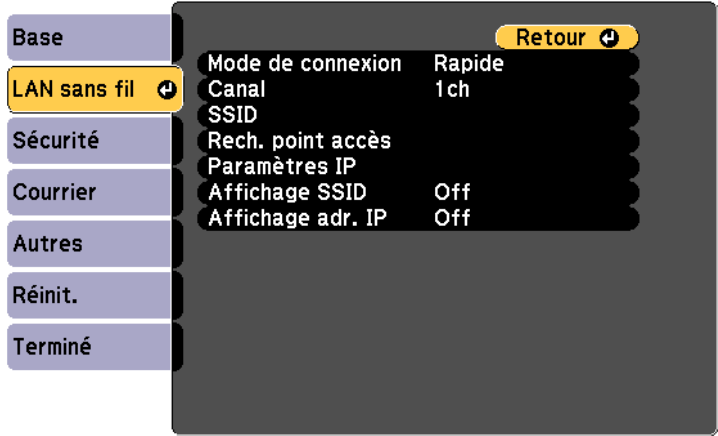 Base
LAN sans fil
Sécurité
Courrier
Autres
Réinit.
Terminé
Retour
Mode de connexion Rapide
Canal 1ch
SSID
Rech. point accès
Paramètres IP
Affichage SSID Off
Affichage adr. IP Off